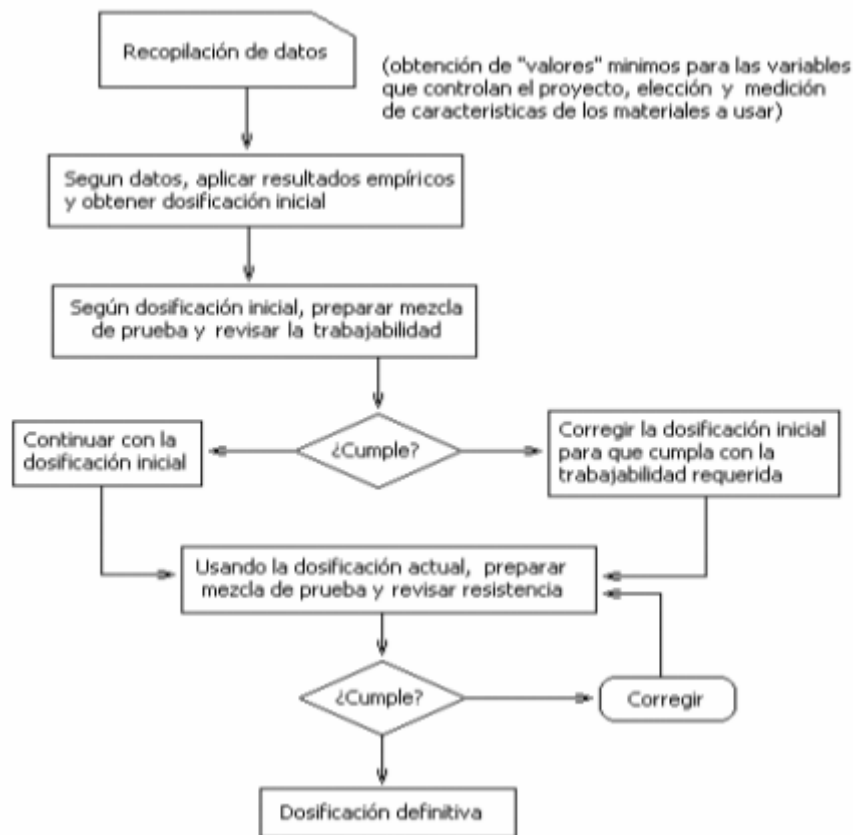 Recopilación de datos
(obtención de "valores" minimos para las variables
que controlan el proyecto, elección y medición
de caracteristicas de los materiales a usar)
Segun datos, aplicar resultados empíricos
y obtener dosificación inicial
Según dosificación inicial, preparar mezcla
de prueba y revisar la trabajabilidad
¿Cumple?
Continuar con la
dosificación inicial
Corregir la dosificación inicial
para que cumpla con la
trabajabilidad requerida
Usando la dosificación actual, preparar
mezcla de prueba y revisar resistencia
¿Cumple?
Corregir
Dosificación definitiva